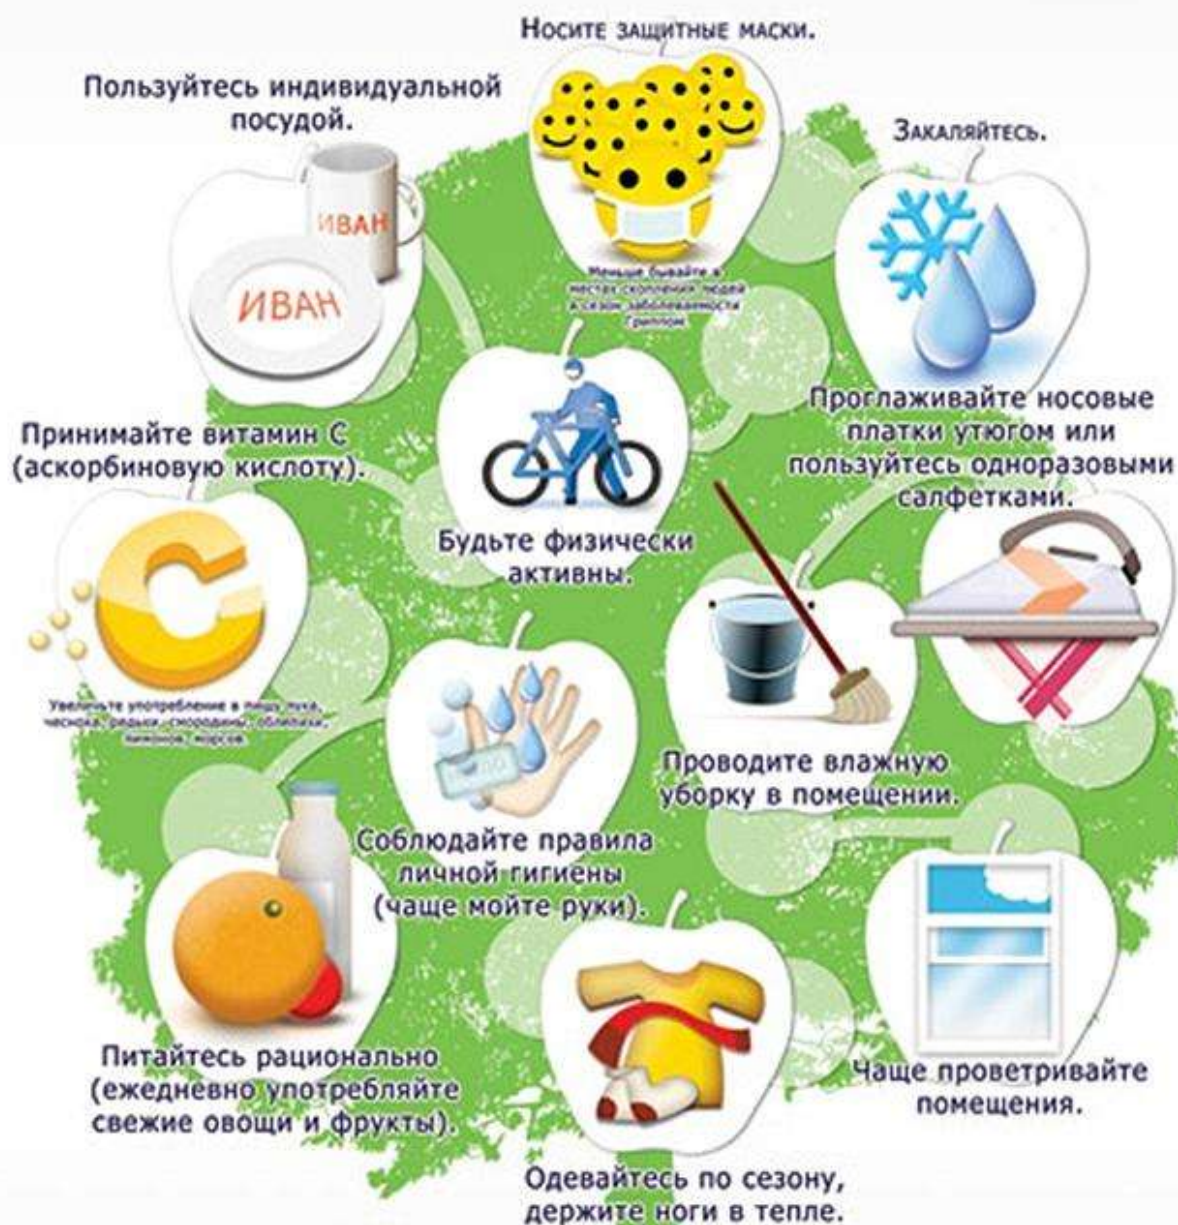 Носите защитные маски.
Пользуйтесь индивидуальной
посудой.
Закаляйтесь.
ИВАН
ИВАН
Меньше бывайте в
местах скопления людей
в сезон заболеваемости
гриппом.
Проглаживайте носовые
платки утюгом или
пользуйтесь одноразовыми
салфетками.
Принимайте витамин С
(аскорбиновую кислоту).
Будьте физически
активны.
С
Увеличьте употребление в пищу лука,
чеснока, редьки, смородины, облепихи,
лимонов, морсов.
Проводите влажную
уборку в помещении.
Соблюдайте правила
личной гигиены
(чаще мойте руки).
Питайтесь рационально
(ежедневно употребляйте
свежие овощи и фрукты).
Чаще проветривайте
помещения.
Одевайтесь по сезону,
держите ноги в тепле.